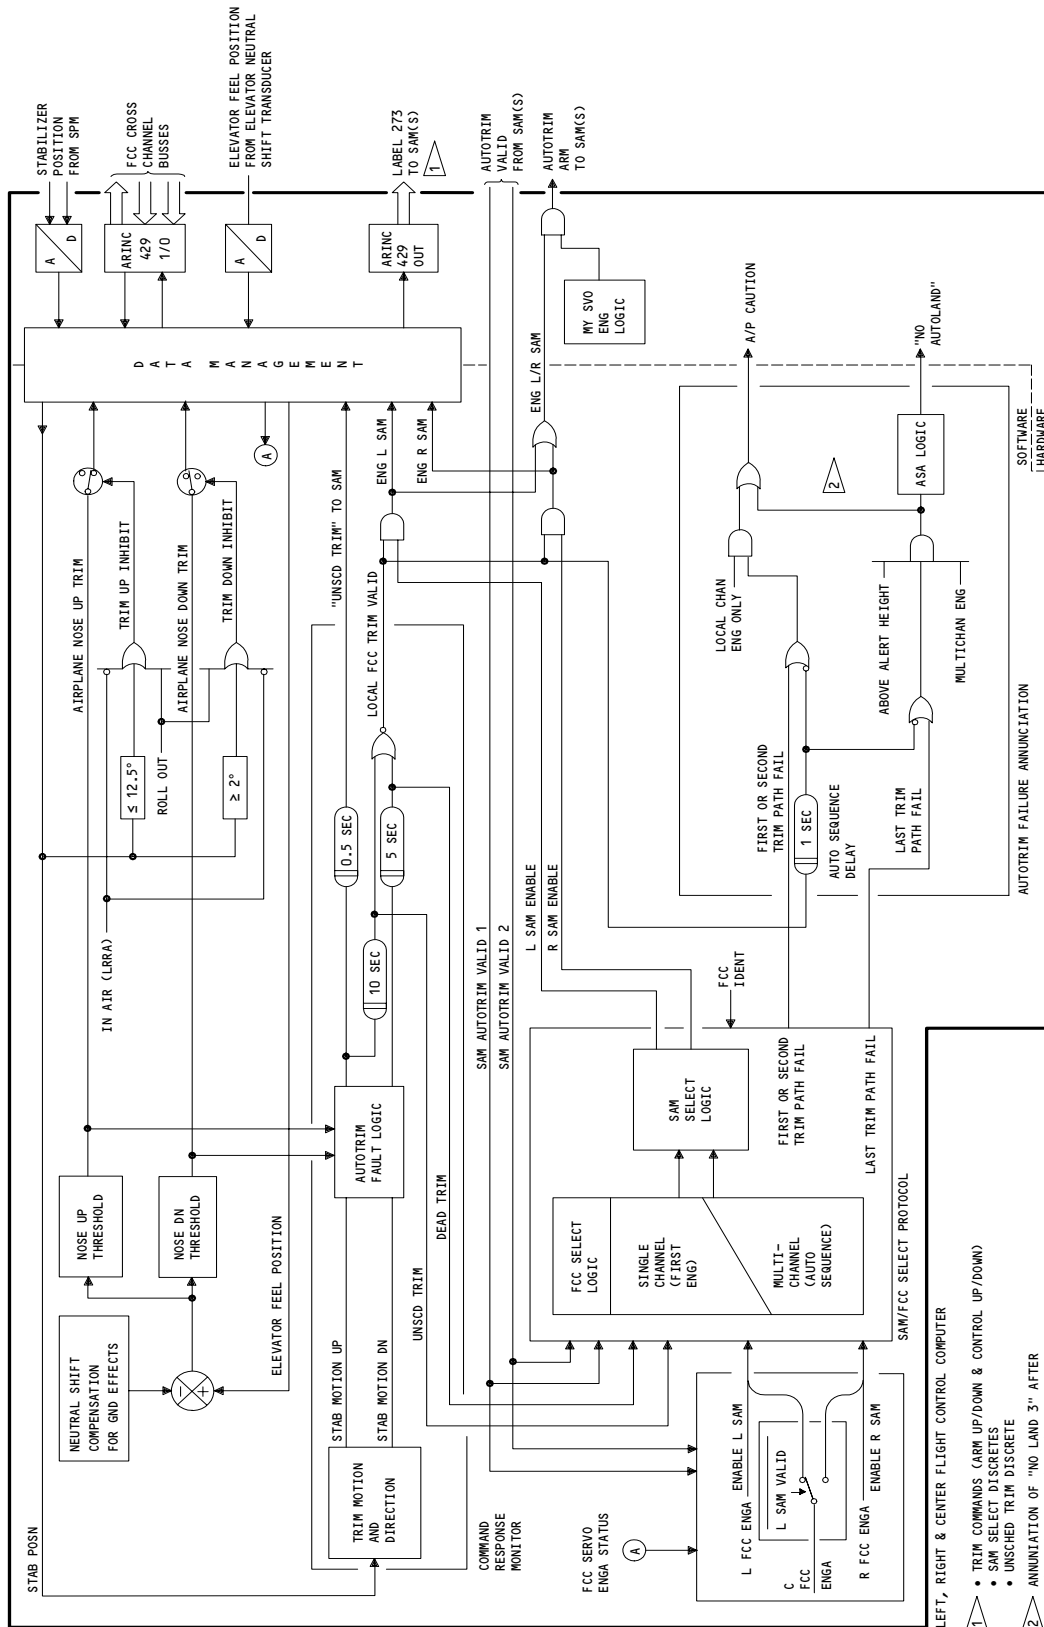 STABILIZER
POSITION
FROM SPM
FCC CROSS
CHANNEL
BUSSES
ELEVATOR FEEL POSITION
FROM ELEVATOR NEUTRAL
SHIFT TRANSDUCER
LABEL 273
TO SAM(S)
1
AUTOTRIM
VALID
FROM SAM(S)
AUTOTRIM
ARM
TO SAM(S)
A
D
ARINC
429
1/O
A
D
ARINC
429
OUT
MY SVO
ENG
LOGIC
A/P CAUTION
"NO
AUTOLAND"
DATA MANAGEMENT
SOFTWARE
HARDWARE
AIRPLANE NOSE UP TRIM
TRIM UP INHIBIT
AIRPLANE NOSE DOWN TRIM
TRIM DOWN INHIBIT
A
"UNSCD TRIM" TO SAM
ENG L SAM
ENG R SAM
ENG L/R SAM
≤ 12.5°
ROLL OUT
≥ 2°
IN AIR (LRRA)
LOCAL FCC TRIM VALID
0.5 SEC
5 SEC
10 SEC
2
ASA LOGIC
LOCAL CHAN
ENG ONLY
ABOVE ALERT HEIGHT
MULTICHAN ENG
FIRST OR SECOND
TRIM PATH FAIL
1 SEC
AUTO SEQUENCE
DELAY
LAST TRIM
PATH FAIL
AUTOTRIM FAILURE ANNUNCIATION
L SAM ENABLE
R SAM ENABLE
SAM AUTOTRIM VALID 1
SAM AUTOTRIM VALID 2
FCC
IDENT
NOSE UP
THRESHOLD
NOSE DN
THRESHOLD
AUTOTRIM
FAULT LOGIC
DEAD TRIM
UNSCD TRIM
SAM
SELECT
LOGIC
FIRST OR SECOND
TRIM PATH FAIL
LAST TRIM PATH FAIL
FCC SELECT
LOGIC
SINGLE
CHANNEL
(FIRST
ENG)
MULTI-
CHANNEL
(AUTO
SEQUENCE)
SAM/FCC SELECT PROTOCOL
NEUTRAL SHIFT
COMPENSATION
FOR GND EFFECTS
-
+
ELEVATOR FEEL POSITION
STAB MOTION UP
STAB MOTION DN
TRIM MOTION
AND
DIRECTION
STAB POSN
COMMAND
RESPONSE
MONITOR
FCC SERVO
ENGA STATUS
A
L FCC ENGA
ENABLE L SAM
L SAM VALID
C
FCC
ENGA
R FCC ENGA
ENABLE R SAM
LEFT, RIGHT & CENTER FLIGHT CONTROL COMPUTER
1 • TRIM COMMANDS (ARM UP/DOWN & CONTROL UP/DOWN)
• SAM SELECT DISCRETES
• UNSCHED TRIM DISCRETE
2 ANNUNIATION OF "NO LAND 3" AFTER